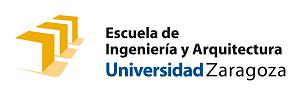 Escuela de
Ingeniería y Arquitectura
Universidad Zaragoza